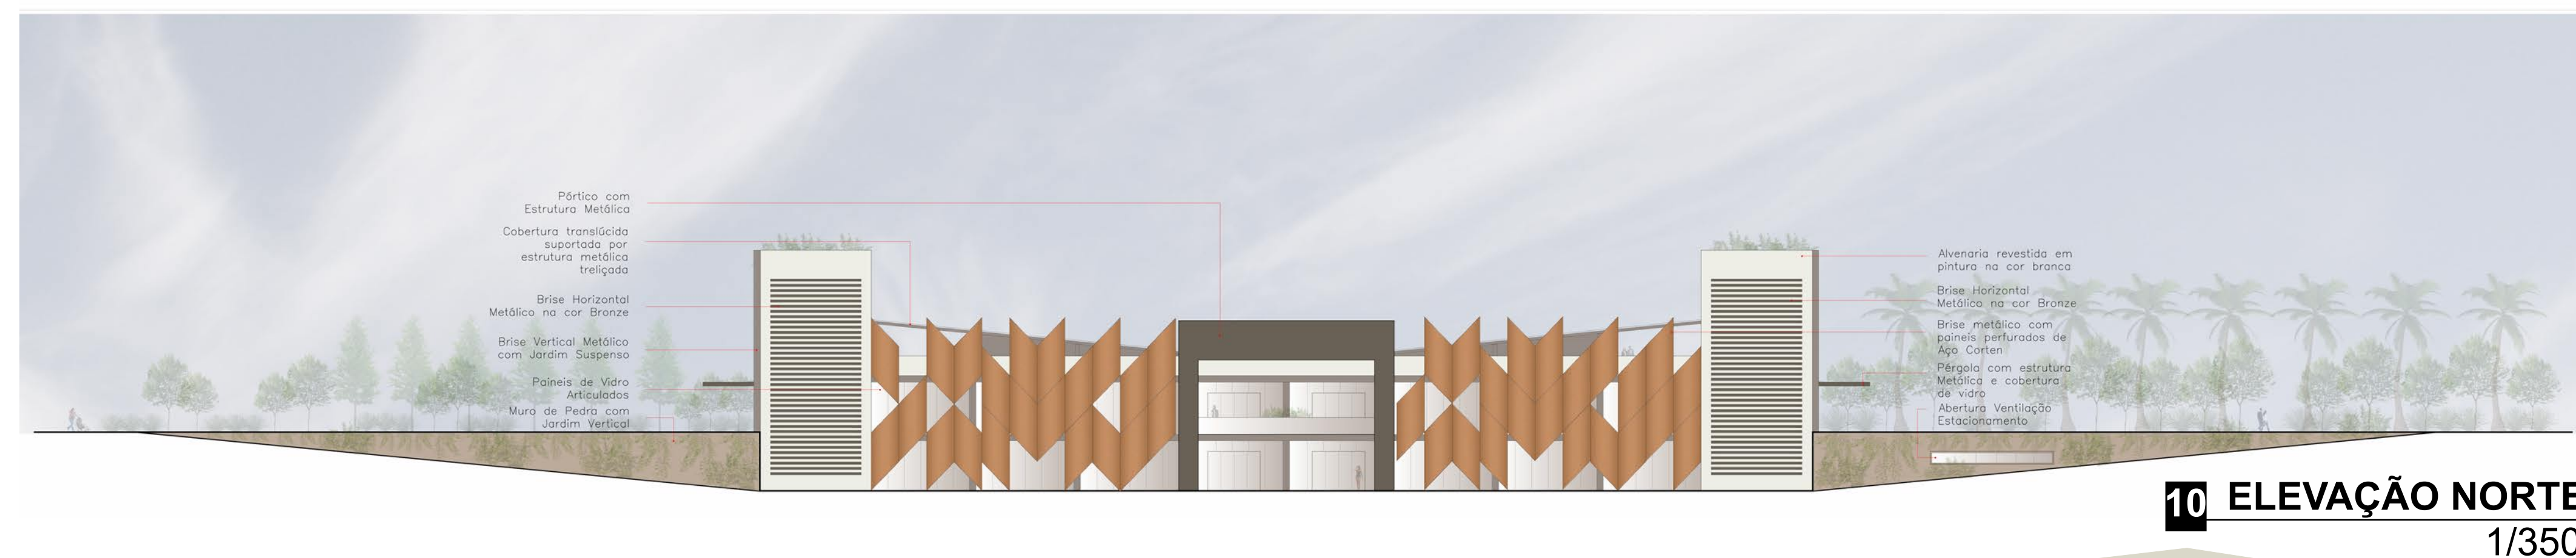 Pórtico com
Estrutura Metálica
Cobertura translúcida
suportada por
estrutura metálica
treliçada
Brise Horizontal
Metálico na cor Bronze
Brise Vertical Metálico
com Jardim Suspenso
Paineis de Vidro
Articulados
Muro de Pedra com
Jardim Vertical
Alvenaria revestida em
pintura na cor branca
Brise Horizontal
Metálico na cor Bronze
Brise metálico com
paineis perfurados de
Aço Corten
Pérgola com estrutura
Metálica e cobertura
de vidro
Abertura Ventilação
Estacionamento
10 ELEVAÇÃO NORTE
1/350